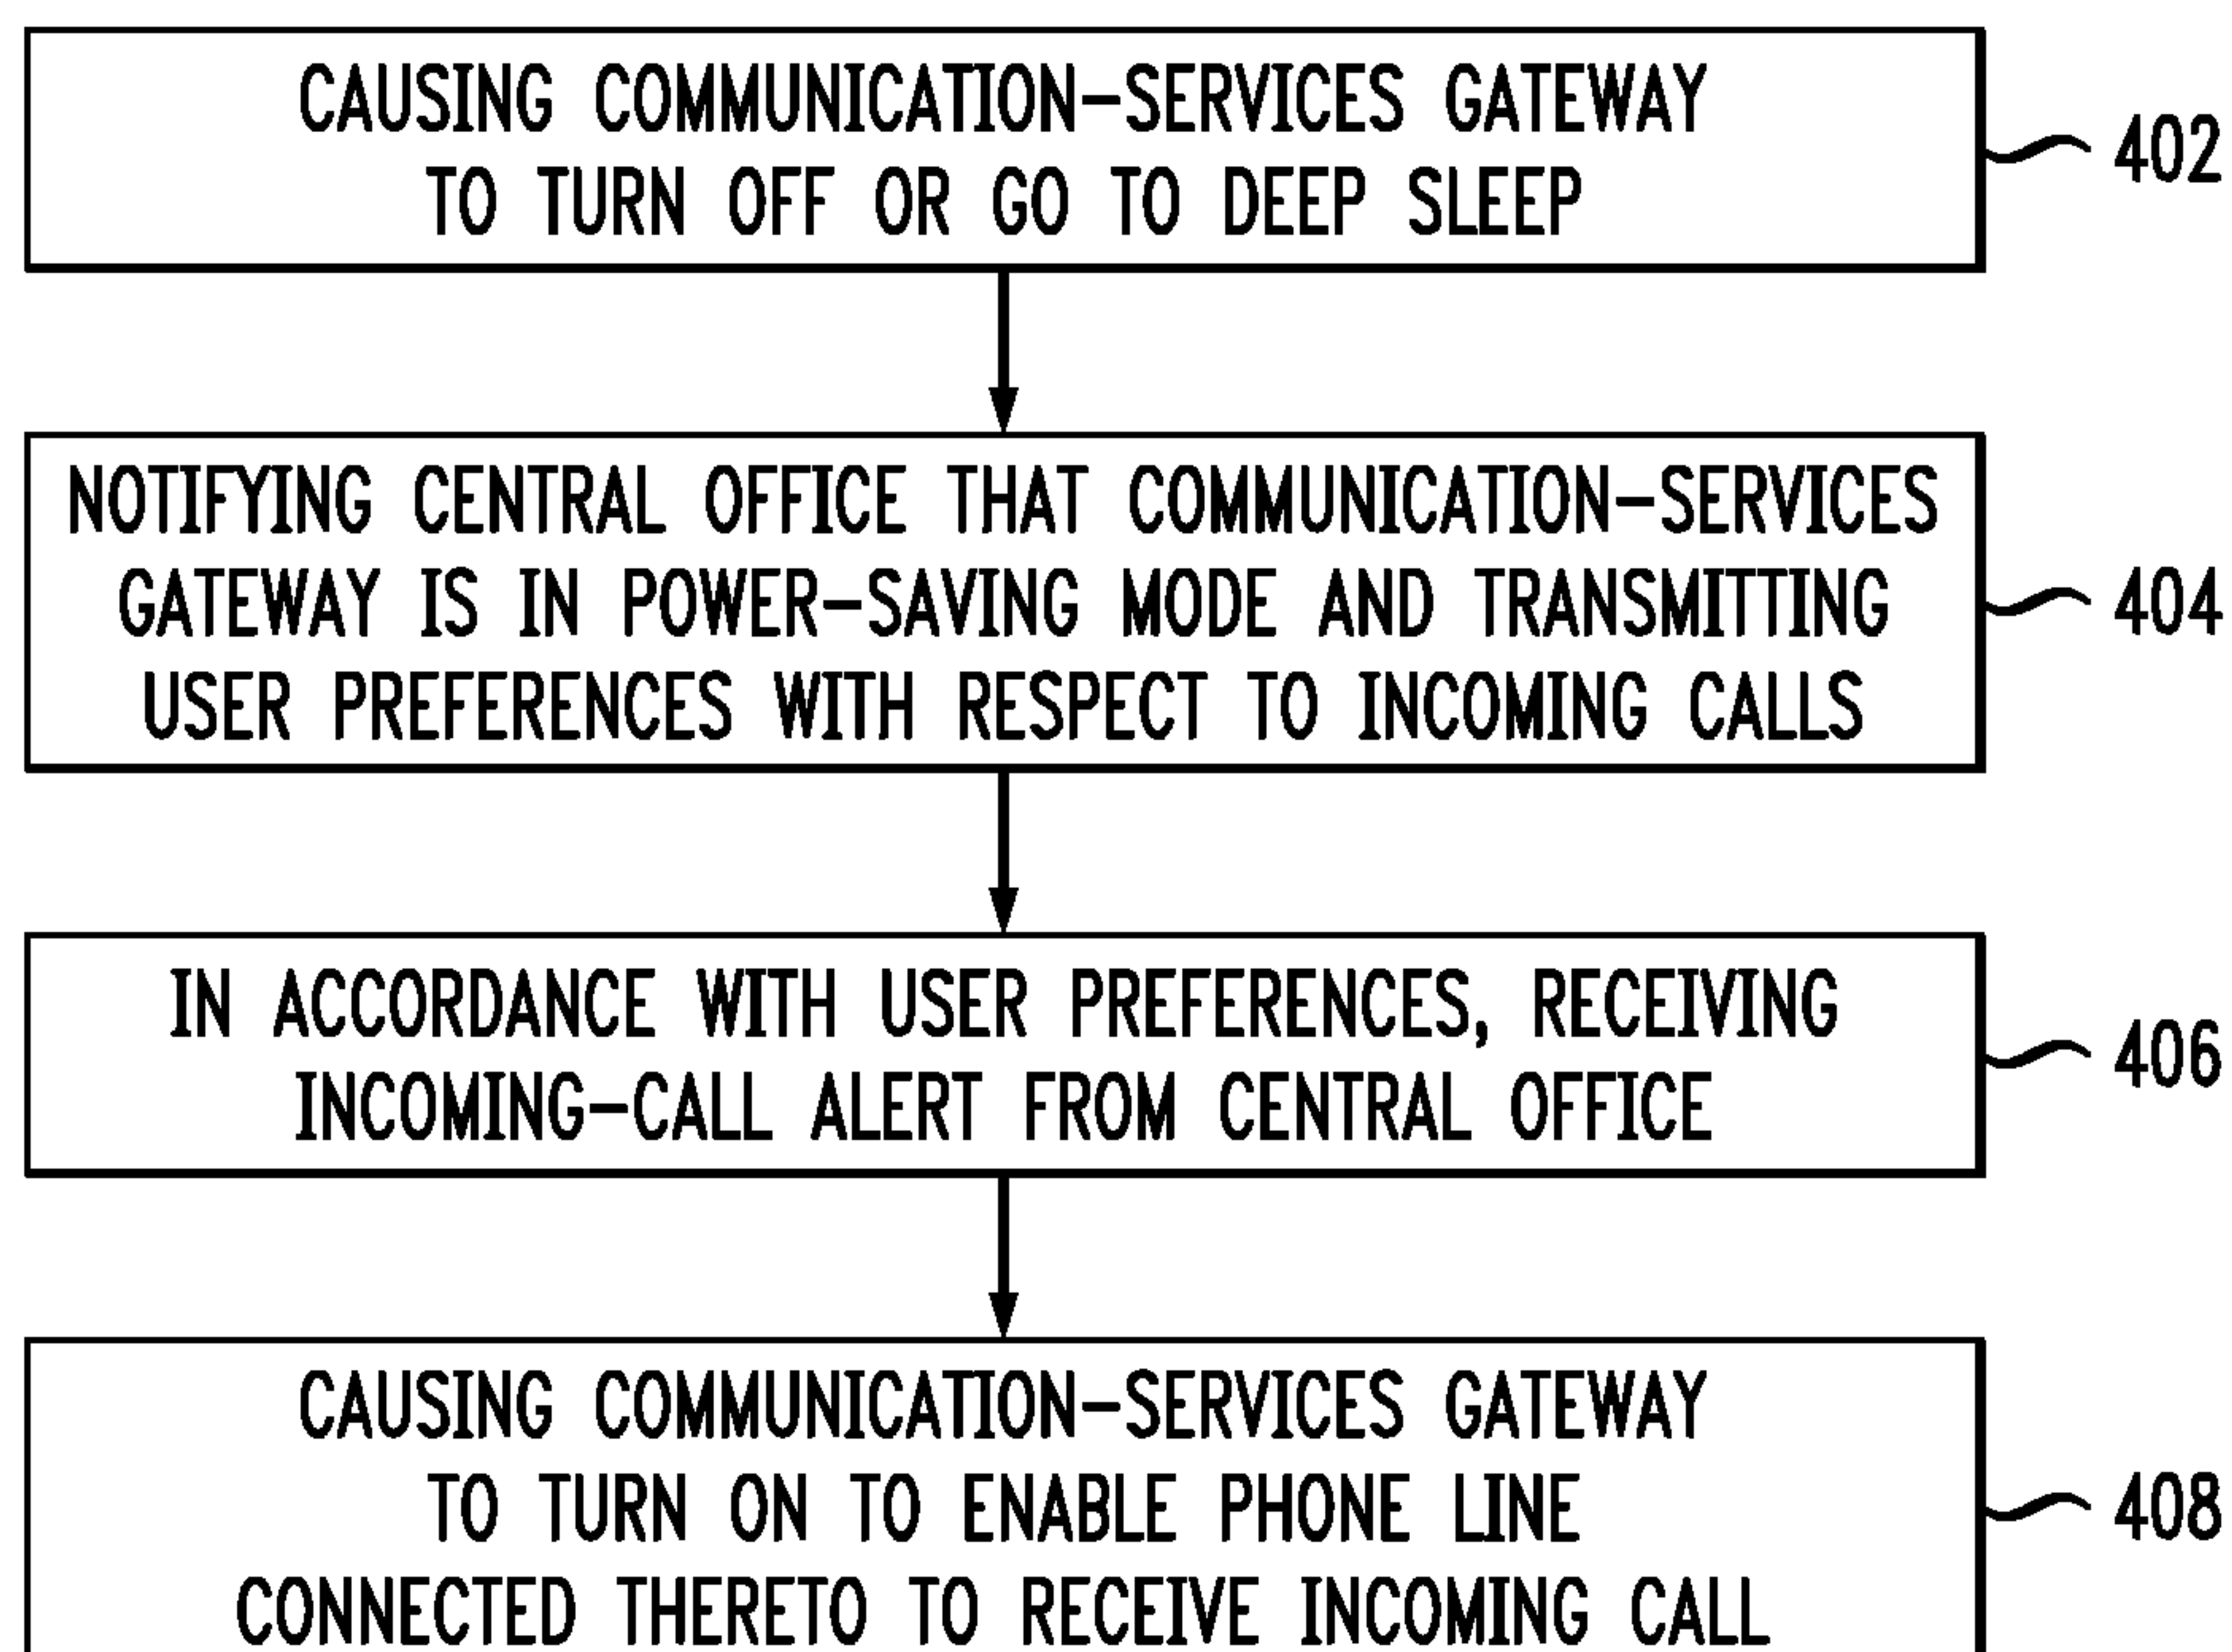 CAUSING COMMUNICATION-SERVICES GATEWAY
TO TURN OFF OR GO TO DEEP SLEEP
402
NOTIFYING CENTRAL OFFICE THAT COMMUNICATION-SERVICES
GATEWAY IS IN POWER-SAVING MODE AND TRANSMITTING
USER PREFERENCES WITH RESPECT TO INCOMING CALLS
404
IN ACCORDANCE WITH USER PREFERENCES, RECEIVING
INCOMING-CALL ALERT FROM CENTRAL OFFICE
406
CAUSING COMMUNICATION-SERVICES GATEWAY
TO TURN ON TO ENABLE PHONE LINE
CONNECTED THERETO TO RECEIVE INCOMING CALL
408